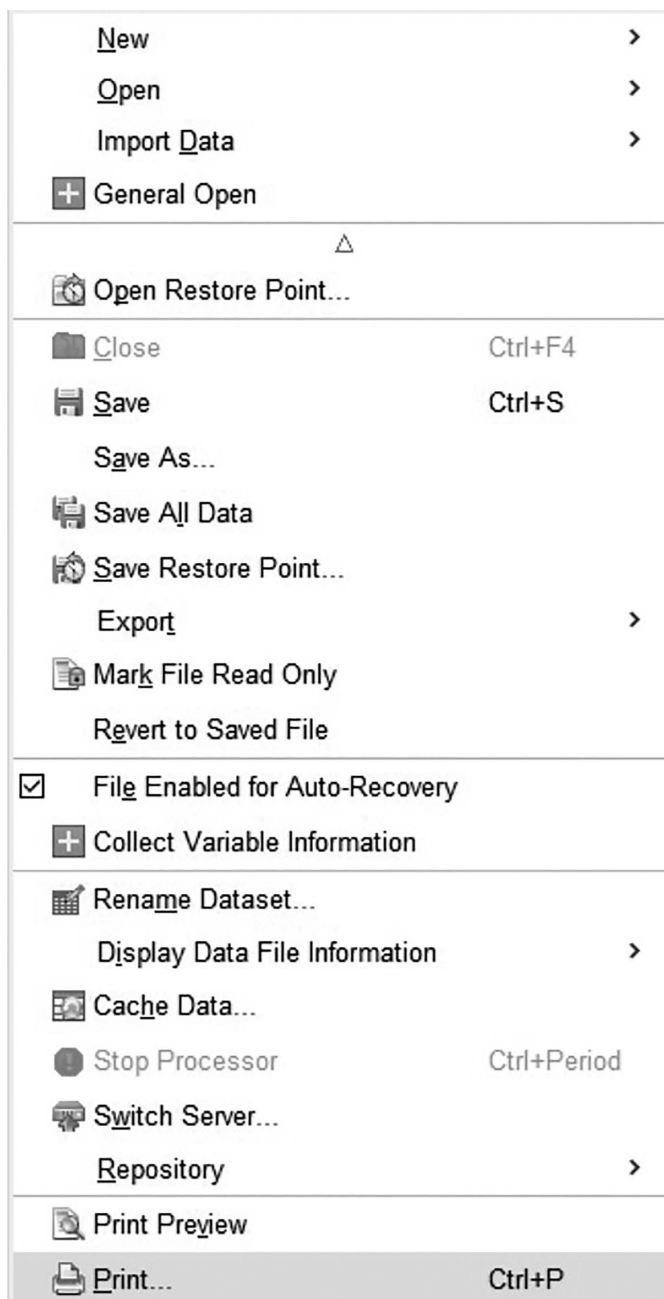 New
Open
Import Data
General Open
Open Restore Point...
Close Ctrl+F4
Save Ctrl+S
Save As...
Save All Data
Save Restore Point...
Export
Mark File Read Only
Revert to Saved File
File Enabled for Auto-Recovery
Collect Variable Information
Rename Dataset...
Display Data File Information
Cache Data...
Stop Processor Ctrl+Period
Switch Server...
Repository
Print Preview
Print... Ctrl+P